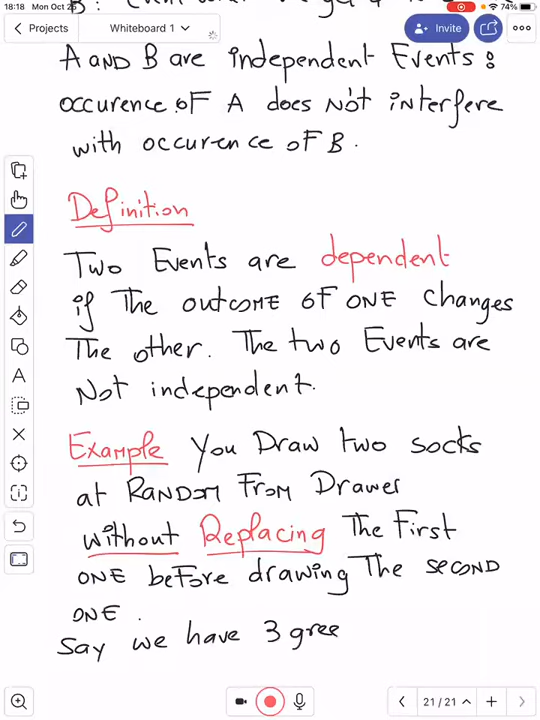 18:18 Mon Oct 74%
Projects Whiteboard 1 Invite
A AND B are independent Events :
occurence of A does Not interfere
with occurence of B.
Definition
Two Events are dependent
if The outcome of ONE changes
The other. The two Events are
Not independent.
Example You Draw two socks
at RANDOM FROM Drawer
without Replacing The First
ONE before drawing The second
ONE.
Say we have 3 gree
21/21